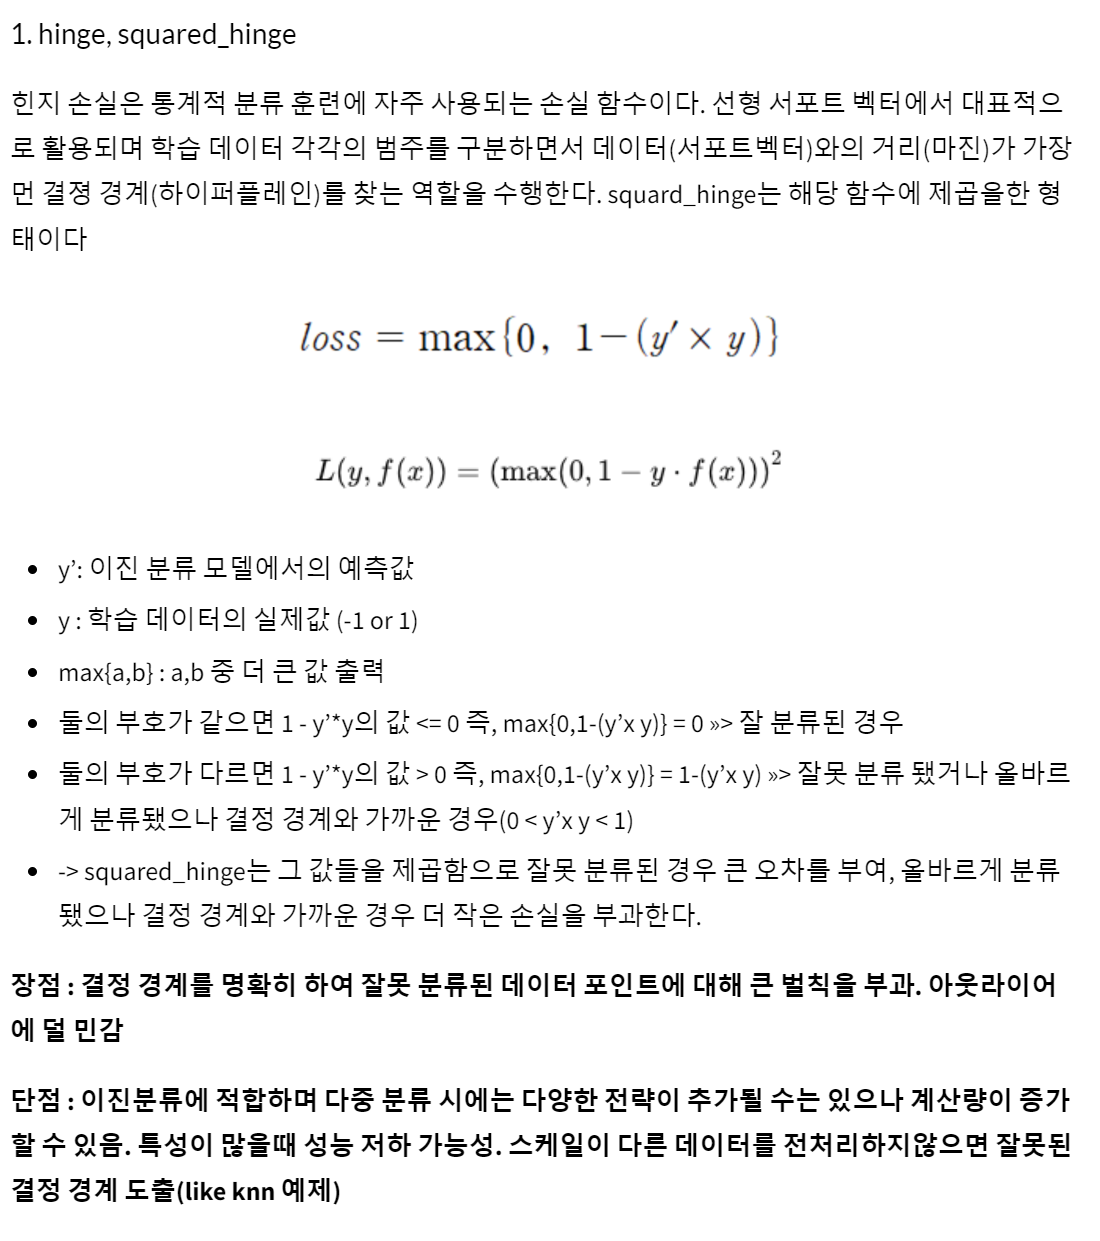 1. hinge, squared_hinge
힌지 손실은 통계적 분류 훈련에 자주 사용되는 손실 함수이다. 선형 서포트 벡터에서 대표적으
로 활용되며 학습 데이터 각각의 범주를 구분하면서 데이터(서포트벡터)와의 거리(마진)가 가장
먼 결졍 경계(하이퍼플레인)를 찾는 역할을 수행한다. squard_hinge는 해당 함수에 제곱을한 형
태이다
loss = max{0, 1−(y′ × y)}
L(y, f(x)) = (max(0, 1 − y · f(x)))²
• y’: 이진 분류 모델에서의 예측값
• y : 학습 데이터의 실제값 (-1 or 1)
• max{a,b} : a,b 중 더 큰 값 출력
• 둘의 부호가 같으면 1 - y’*y의 값 <= 0 즉, max{0,1-(y’x y)} = 0 »> 잘 분류된 경우
• 둘의 부호가 다르면 1 - y’*y의 값 > 0 즉, max{0,1-(y’x y)} = 1-(y’x y) »> 잘못 분류 됐거나 올바르
게 분류됐으나 결정 경계와 가까운 경우(0 < y’x y < 1)
• -> squared_hinge는 그 값들을 제곱함으로 잘못 분류된 경우 큰 오차를 부여, 올바르게 분류
됐으나 결정 경계와 가까운 경우 더 작은 손실을 부과한다.
장점 : 결정 경계를 명확히 하여 잘못 분류된 데이터 포인트에 대해 큰 벌칙을 부과. 아웃라이어
에 덜 민감
단점 : 이진분류에 적합하며 다중 분류 시에는 다양한 전략이 추가될 수는 있으나 계산량이 증가
할 수 있음. 특성이 많을때 성능 저하 가능성. 스케일이 다른 데이터를 전처리하지않으면 잘못된
결정 경계 도출(like knn 예제)